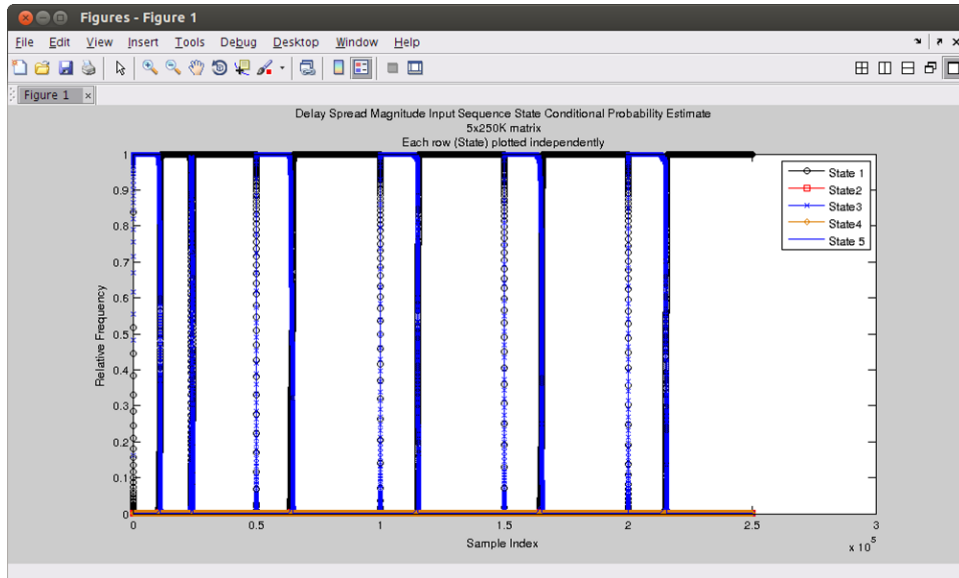 Figures - Figure 1
File Edit View Insert Tools Debug Desktop Window Help
Figure 1
Delay Spread Magnitude Input Sequence State Conditional Probability Estimate
5x250K matrix
Each row (State) plotted independently
1
0.9
0.8
0.7
0.6
0.5
0.4
0.3
0.2
0.1
0
Relative Frequency
State 1
State2
State3
State4
State 5
0 0.5 1 1.5 2 2.5 3
Sample Index
x 10^5